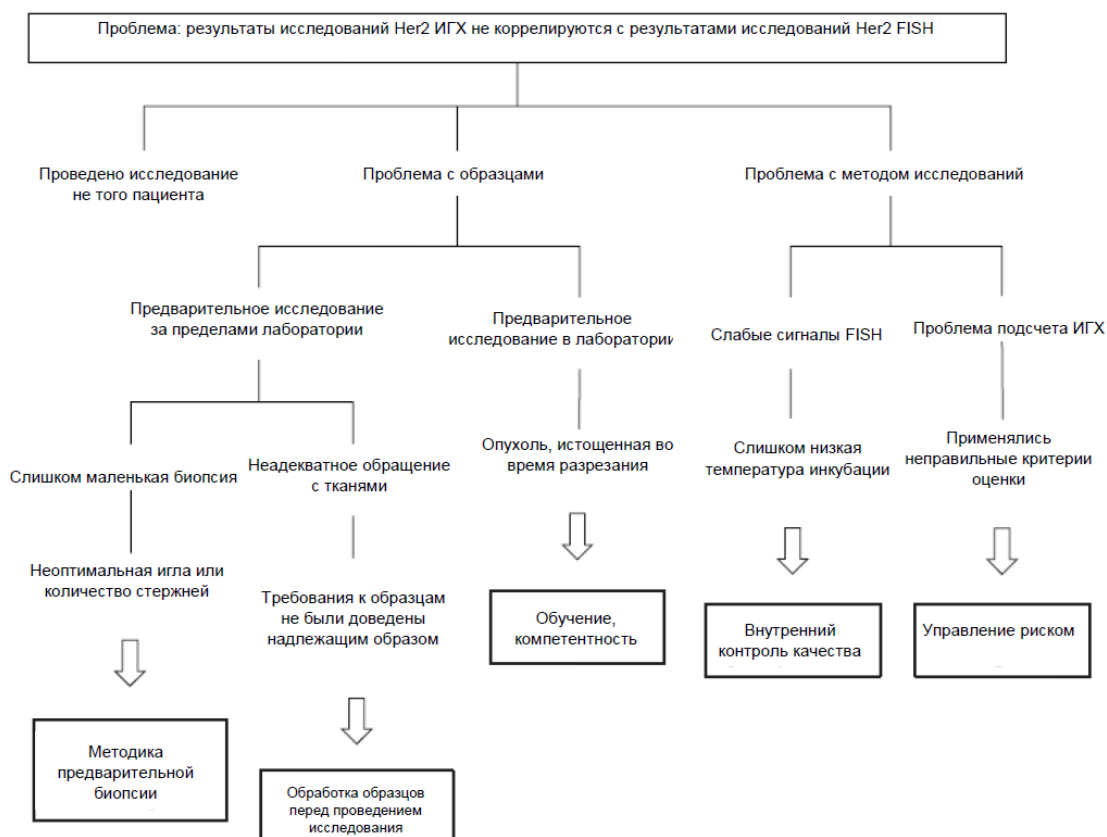 Проблема: результаты исследований Her2 ИГХ не коррелируются с результатами исследований Her2 FISH
Проведено исследование
не того пациента
Проблема с образцами
Проблема с методом исследований
Предварительное исследование
за пределами лаборатории
Предварительное
исследование в лаборатории
Слабые сигналы FISH
Проблема подсчета ИГХ
Слишком маленькая биопсия
Неадекватное обращение
с тканями
Опухоль, истощенная во
время разрезания
Слишком низкая
температура инкубации
Применялись
неправильные критерии
оценки
Неоптимальная игла или
количество стержней
Требования к образцам
не были доведены
надлежащим образом
Обучение,
компетентность
Внутренний
контроль качества
Управление риском
Методика
предварительной
биопсии
Обработка образцов
перед проведением
исследования